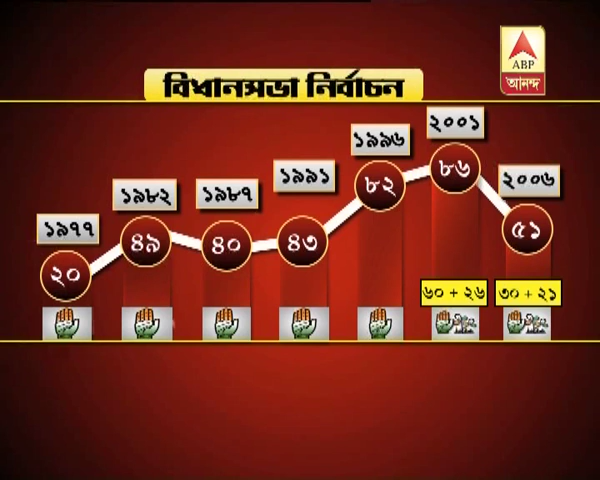 ABP
আনন্দ
বিধানসভা নির্বাচন
১৯৭৭
১৯৮২
১৯৮৭
১৯৯১
১৯৯৬
২০০১
২০০৬
২০
৪৯
৪০
৪৩
৮২
৮৬
৫১
৬০ + ২৬
৩০ + ২১